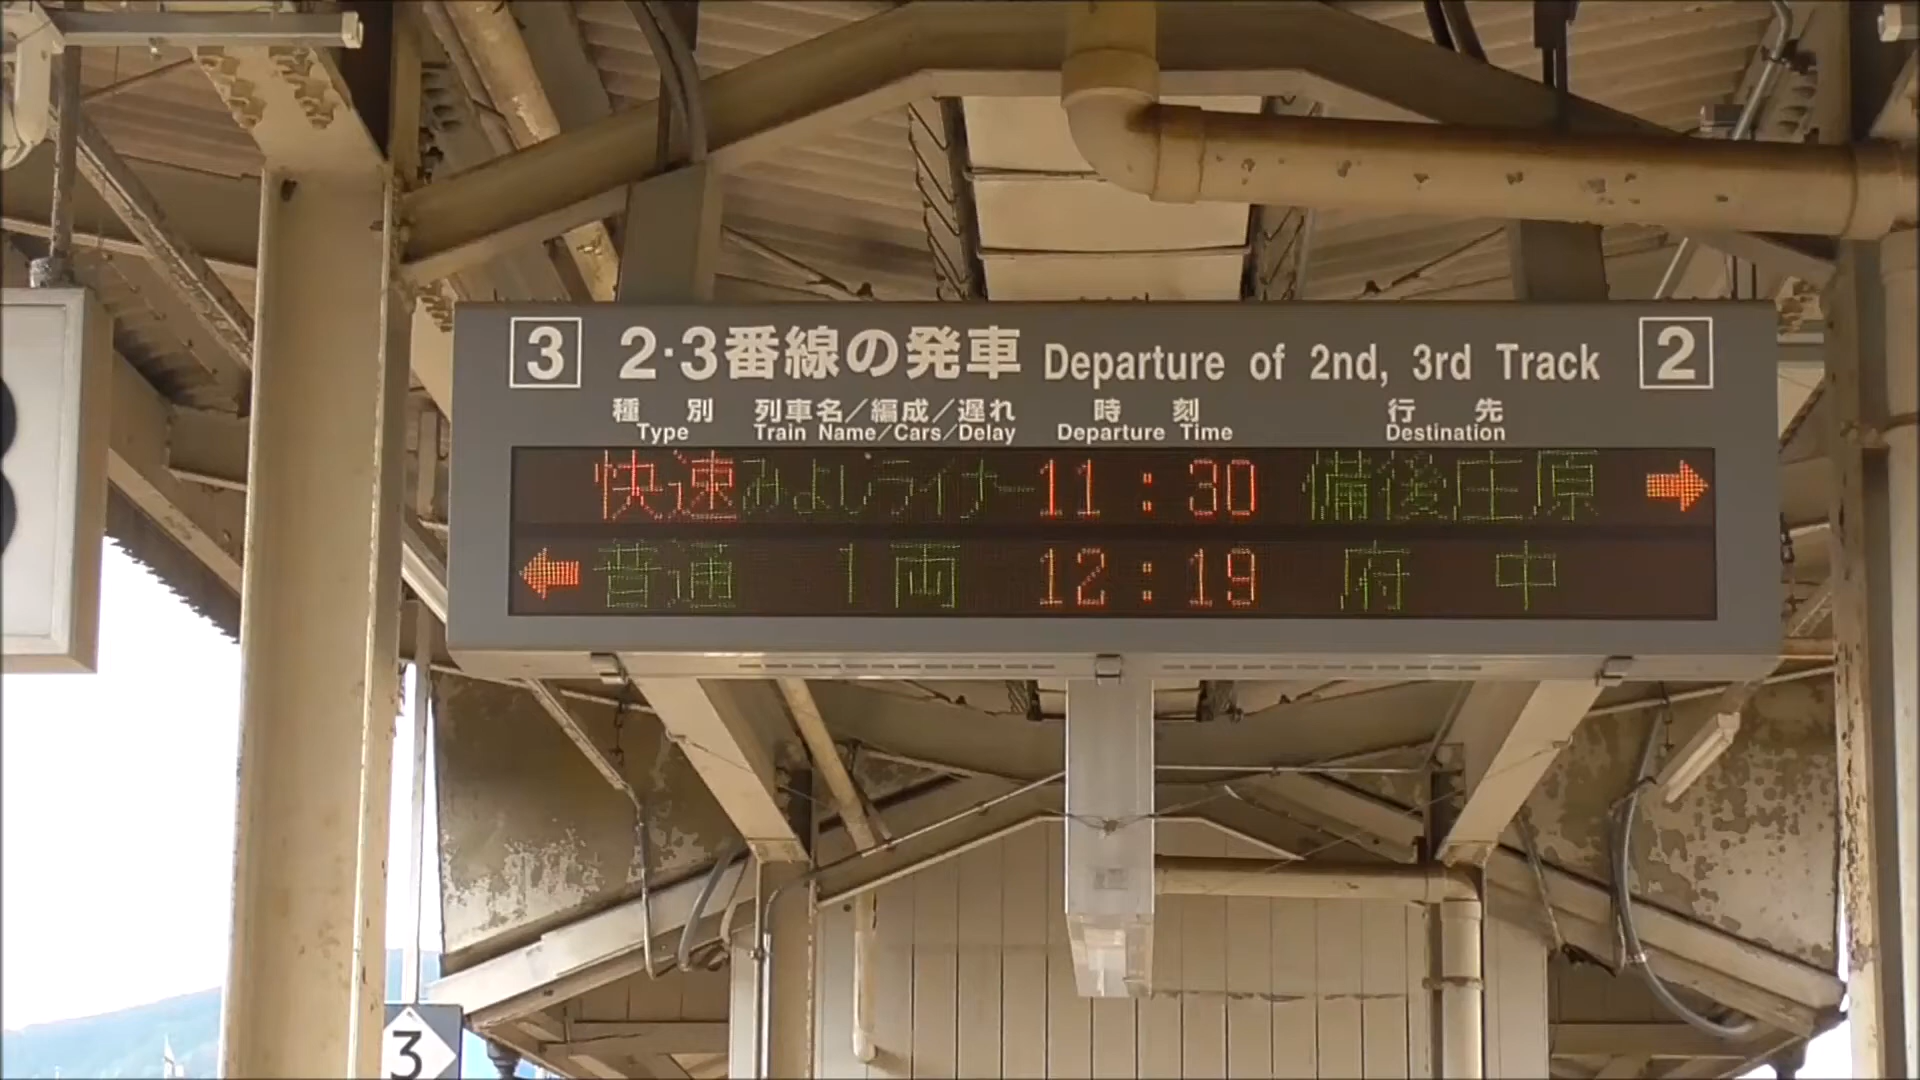 3 2·3番線の発車 Departure of 2nd, 3rd Track 2
種別 列車名/編成/遅れ 時刻 行先
Type Train Name/Cars/Delay Departure Time Destination
快速 みよしライナー 11:30 備後庄原 →
← 普通 1両 12:19 府中
3